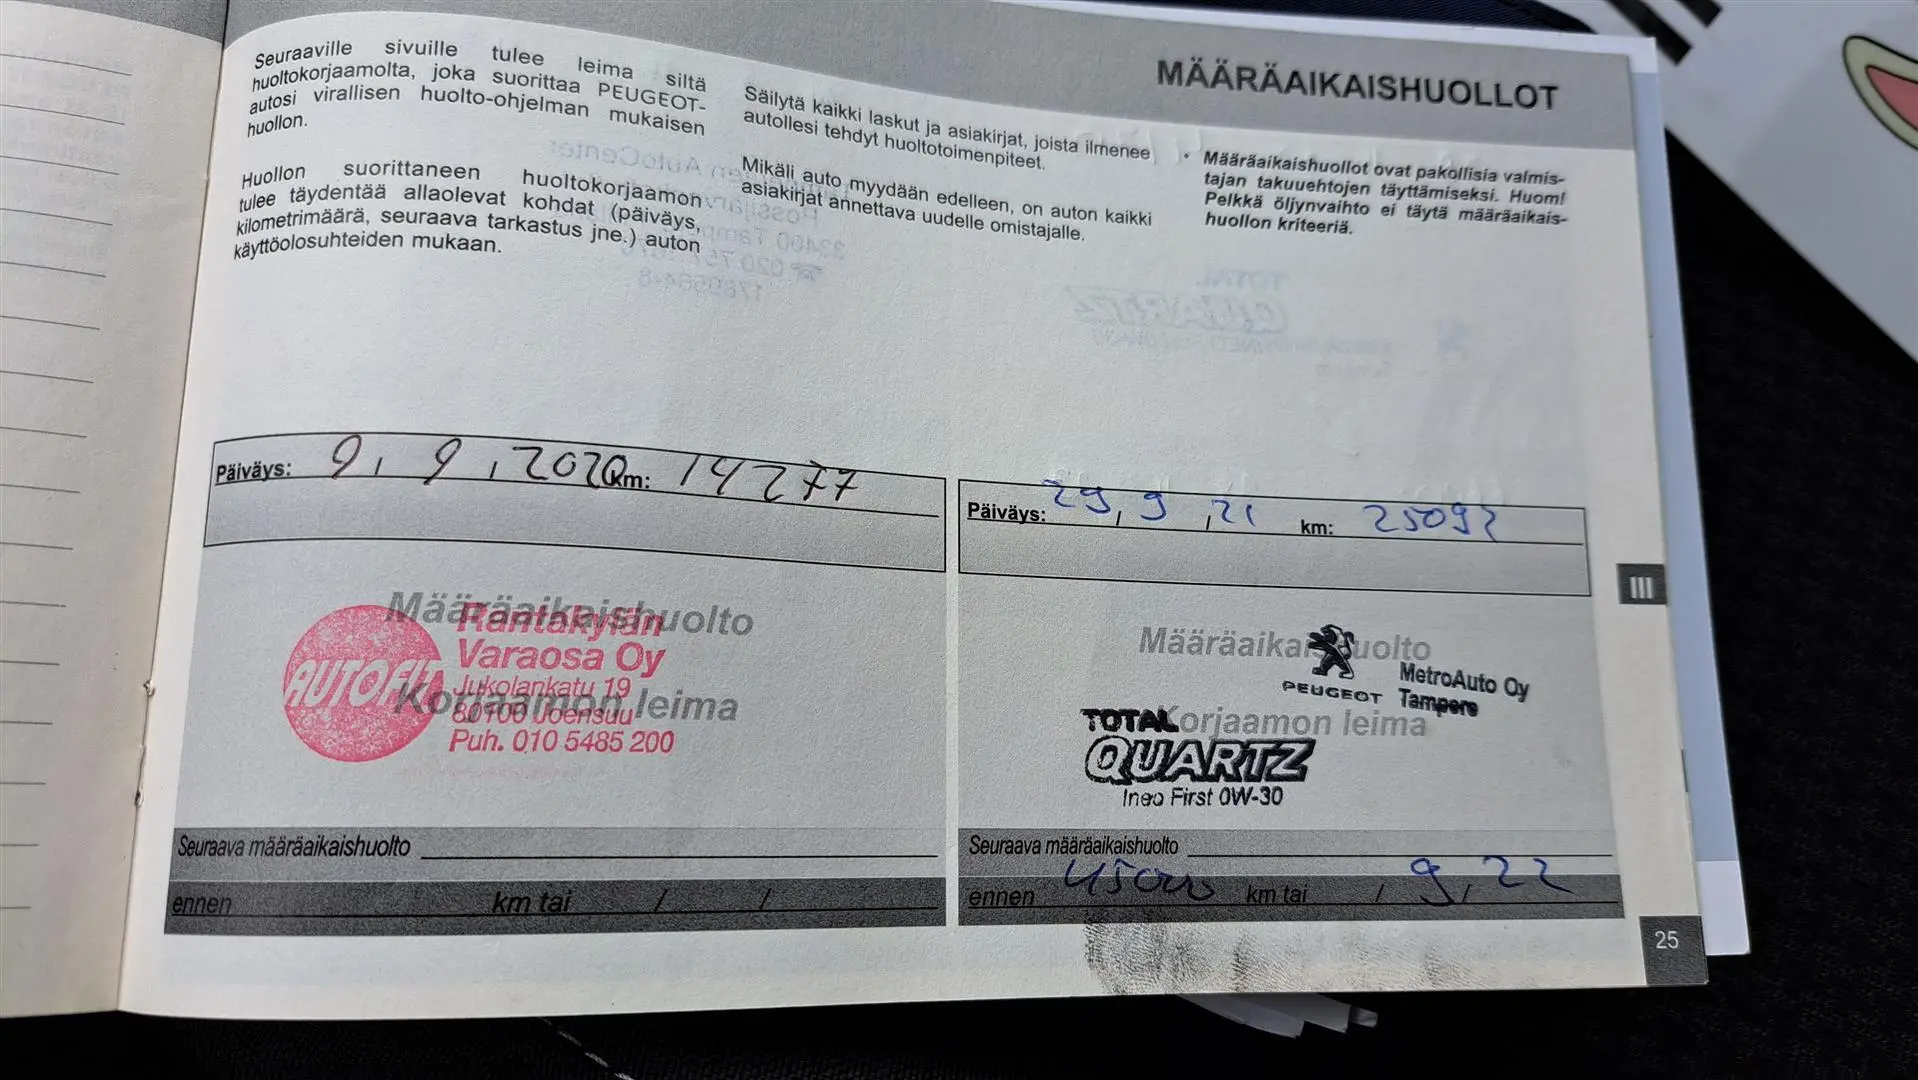 MÄÄRÄAIKAISHUOLLOT
Seuraaville sivuille tulee leima siltä
huoltokorjaamolta, joka suorittaa PEUGEOT-
autosi virallisen huolto-ohjelman mukaisen
huollon.
Huollon suorittaneen huoltokorjaamon
tulee täydentää allaolevat kohdat (päiväys,
kilometrimäärä, seuraava tarkastus jne.) auton
käyttöolosuhteiden mukaan.
Säilytä kaikki laskut ja asiakirjat, joista ilmenee
autollesi tehdyt huoltotoimenpiteet.
Mikäli auto myydään edelleen, on auton kaikki
asiakirjat annettava uudelle omistajalle.
• Määräaikaishuollot ovat pakollisia valmis-
tajan takuuehtojen täyttämiseksi. Huom!
Pelkkä öljynvaihto ei täytä määräaikais-
huollon kriteeriä.
Päiväys: 9, 9, 2020 km: 14277
Määräaikaishuolto
Korjaamon leima
AUTOFIT
Rantakylän
Varaosa Oy
Jukolankatu 19
80100 Joensuu
Puh. 010 5485 200
Seuraava määräaikaishuolto
ennen km tai / /
Päiväys: 29, 9, 21 km: 25092
Määräaikaishuolto
Korjaamon leima
PEUGEOT
MetroAuto Oy
Tampere
TOTAL
QUARTZ
Ineo First 0W-30
Seuraava määräaikaishuolto
ennen 45000 km tai / 9, 22
III
25